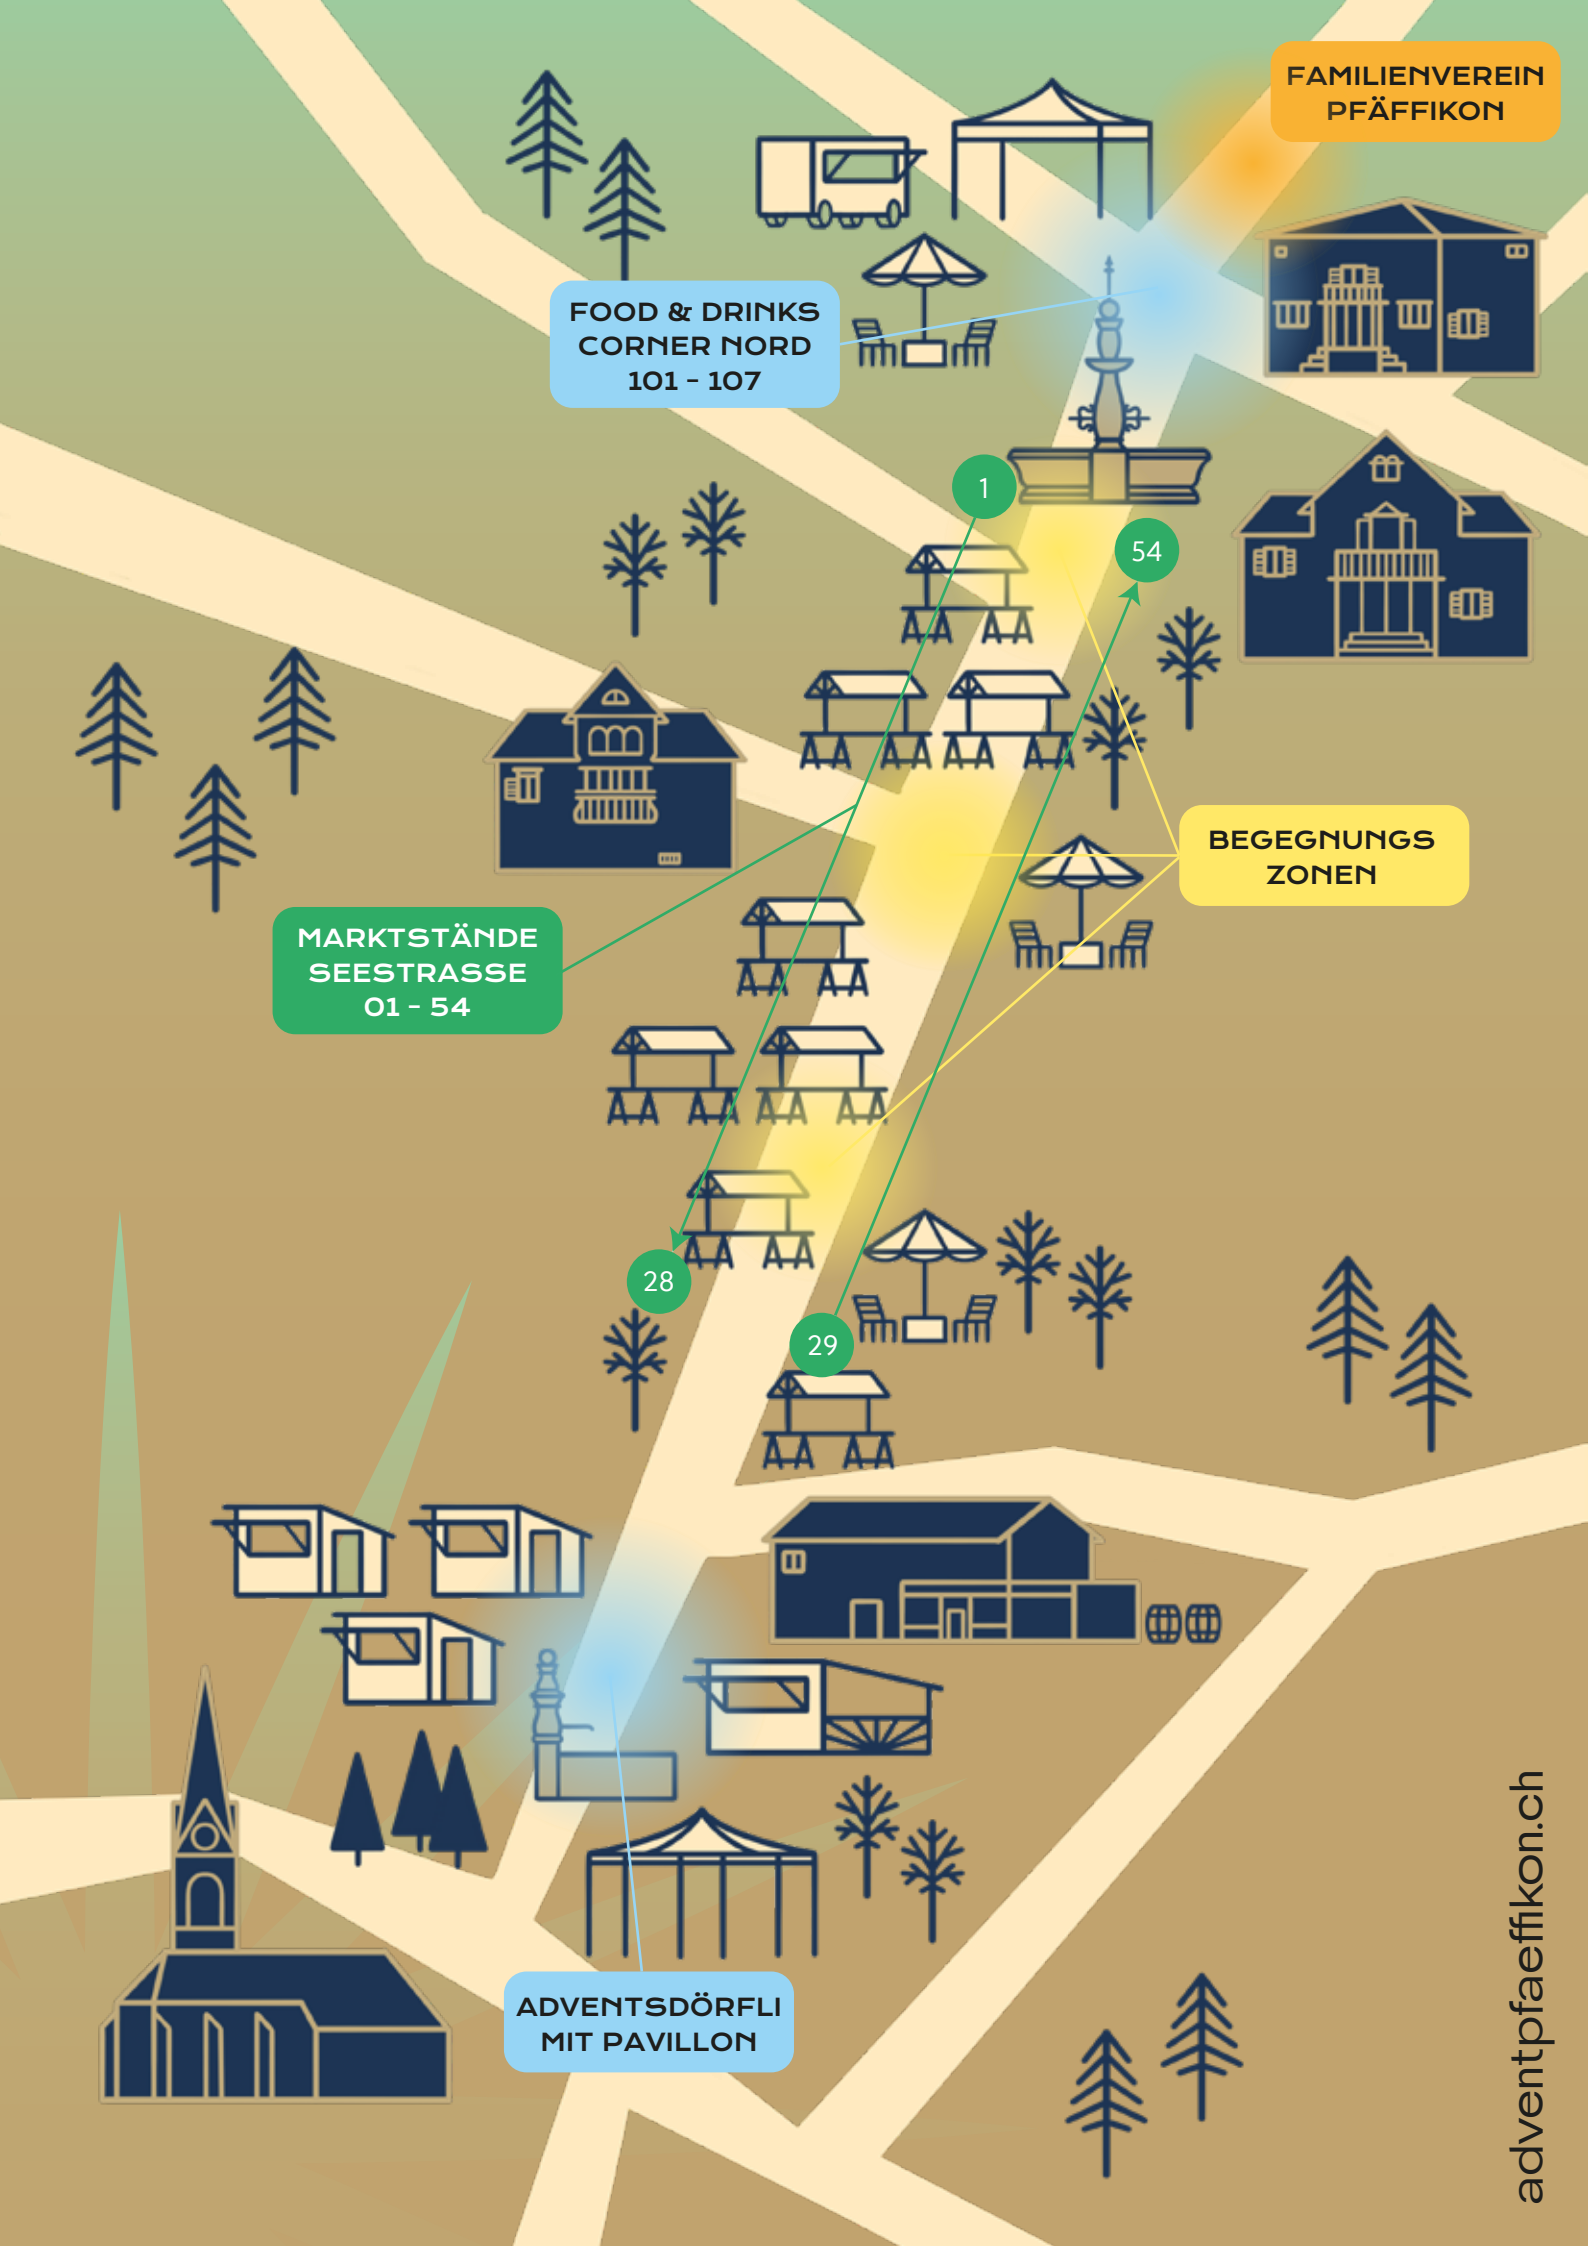 FAMILIENVEREIN
PFÄFFIKON
FOOD & DRINKS
CORNER NORD
101 - 107
1
54
BEGEGNUNGS
ZONEN
MARKTSTÄNDE
SEESTRASSE
01 - 54
28
29
ADVENTSDÖRFLI
MIT PAVILLON
adventpfaeffikon.ch